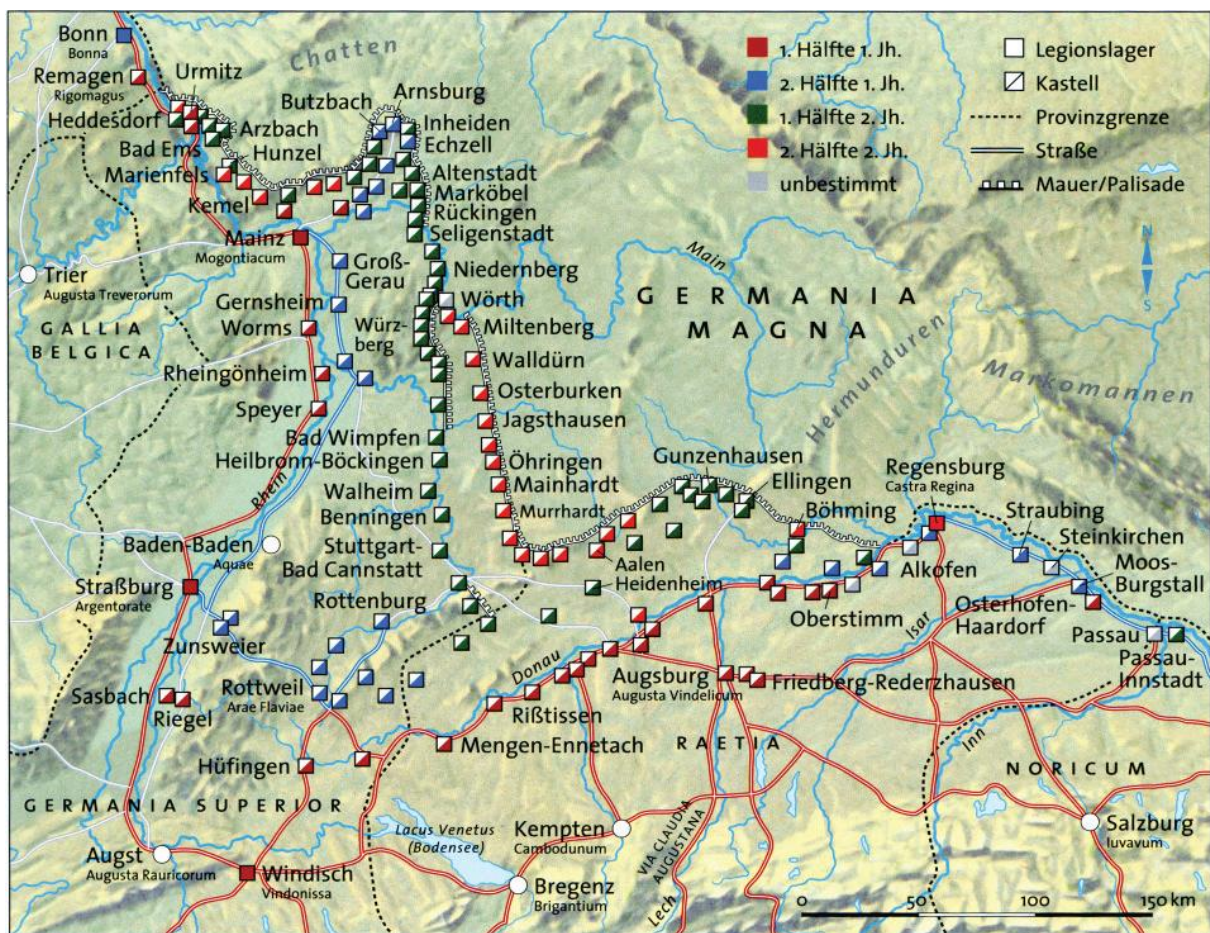 Bonn
Bonna
Remagen
Rigomagus
Urmitz
Heddesdorf
Arzbach
Bad Ems
Hunzel
Marienfels
Kemel
Chatten
Butzbach
Arnsburg
Inheiden
Echzell
Altenstadt
Marköbel
Rückingen
Seligenstadt
1. Hälfte 1. Jh.
2. Hälfte 1. Jh.
1. Hälfte 2. Jh.
2. Hälfte 2. Jh.
unbestimmt
Legionslager
Kastell
Provinzgrenze
Straße
Mauer/Palisade
Mainz
Mogontiacum
Trier
Augusta Treverorum
Groß-
Gerau
Niedernberg
Main
N
S
GALLIA
BELGICA
Gernsheim
Worms
Würz-
berg
Wörth
Miltenberg
GERMANIA
MAGNA
Rheingönheim
Walldürn
Speyer
Osterburken
Jagsthausen
Hermunduren
Markomannen
Bad Wimpfen
Heilbronn-Böckingen
Öhringen
Mainhardt
Gunzenhausen
Ellingen
Regensburg
Castra Regina
Rhein
Walheim
Benningen
Murrhardt
Böhming
Straubing
Steinkirchen
Moos-
Burgstall
Baden-Baden
Aquae
Stuttgart-
Bad Cannstatt
Aalen
Heidenheim
Alkofen
Straßburg
Argentorate
Rottenburg
Oberstimm
Isar
Osterhofen-
Haardorf
Passau
Passau-
Innstadt
Zunsweier
Donau
Augsburg
Augusta Vindelicum
Friedberg-Rederzhausen
Sasbach
Riegel
Rottweil
Arae Flaviae
Rißtissen
Mengen-Ennetach
RAETIA
Inn
Hüfingen
NORICUM
GERMANIA SUPERIOR
Lacus Venetus
(Bodensee)
Kempten
Cambodunum
VIA CLAUDIA
AUGUSTANA
Salzburg
Iuvavum
Augst
Augusta Rauricorum
Windisch
Vindonissa
Bregenz
Brigantium
Lech
0 50 100 150 km